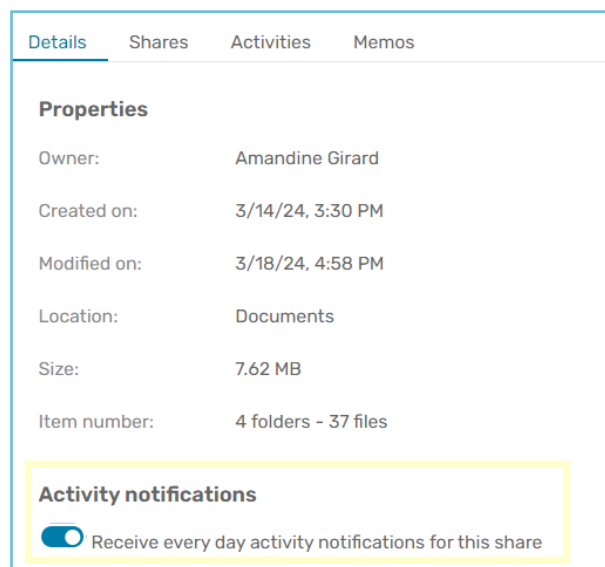 Details Shares Activities Memos
Properties
Owner: Amandine Girard
Created on: 3/14/24, 3:30 PM
Modified on: 3/18/24, 4:58 PM
Location: Documents
Size: 7.62 MB
Item number: 4 folders - 37 files
Activity notifications
Receive every day activity notifications for this share